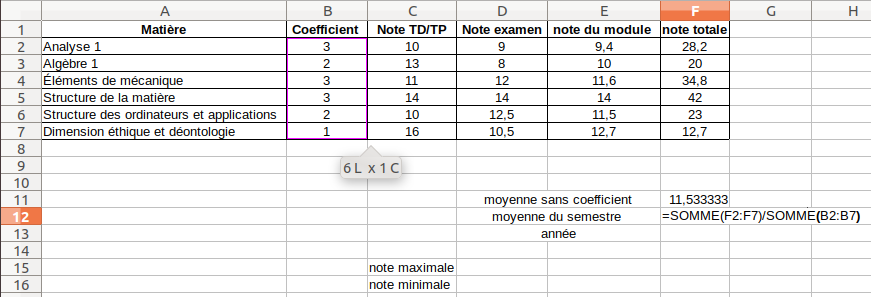 A B C D E F G H
1 Matière Coefficient Note TD/TP Note examen note du module note totale
2 Analyse 1 3 10 9 9,4 28,2
3 Algèbre 1 2 13 8 10 20
4 Éléments de mécanique 3 11 12 11,6 34,8
5 Structure de la matière 3 14 14 14 42
6 Structure des ordinateurs et applications 2 10 12,5 11,5 23
7 Dimension éthique et déontologie 1 16 10,5 12,7 12,7
8
9 6 L x 1 C
10
11 moyenne sans coefficient 11,533333
12 moyenne du semestre =SOMME(F2:F7)/SOMME(B2:B7)
13 année
14
15 note maximale
16 note minimale